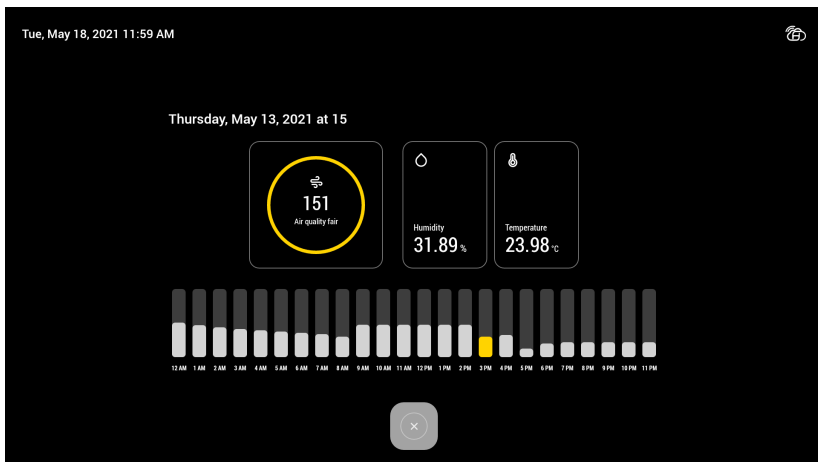 Tue, May 18, 2021 11:59 AM
Thursday, May 13, 2021 at 15
151
Air quality fair
Humidity
31.89 %
Temperature
23.98 °C
12 AM 1 AM 2 AM 3 AM 4 AM 5 AM 6 AM 7 AM 8 AM 9 AM 10 AM 11 AM 12 PM 1 PM 2 PM 3 PM 4 PM 5 PM 6 PM 7 PM 8 PM 9 PM 10 PM 11 PM